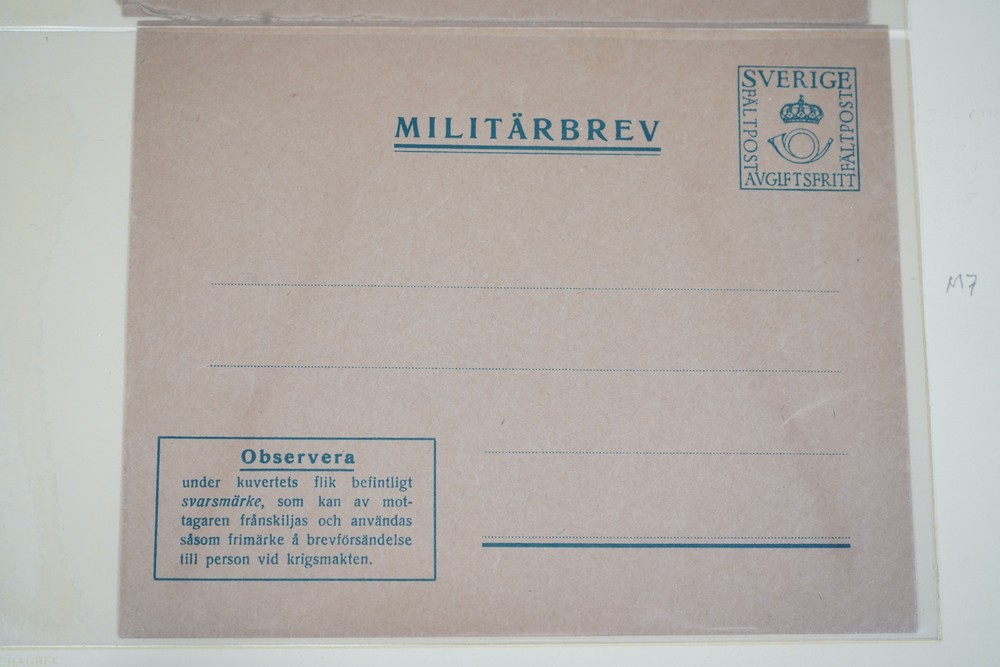 MILITÄRBREV
SVERIGE
FÄLTPOST
FÄLTPOST
AVGIFTSFRITT
M7
Observera
under kuvertets flik befintligt
svarsmärke, som kan av mot-
tagaren frånskiljas och användas
såsom frimärke å brevförsändelse
till person vid krigsmakten.